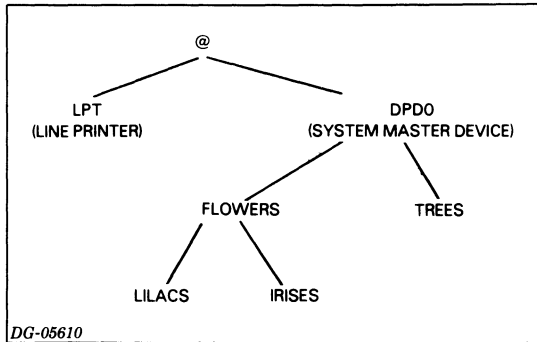 @
LPT DPD0
(LINE PRINTER) (SYSTEM MASTER DEVICE)
FLOWERS TREES
LILACS IRISES
DG-05610